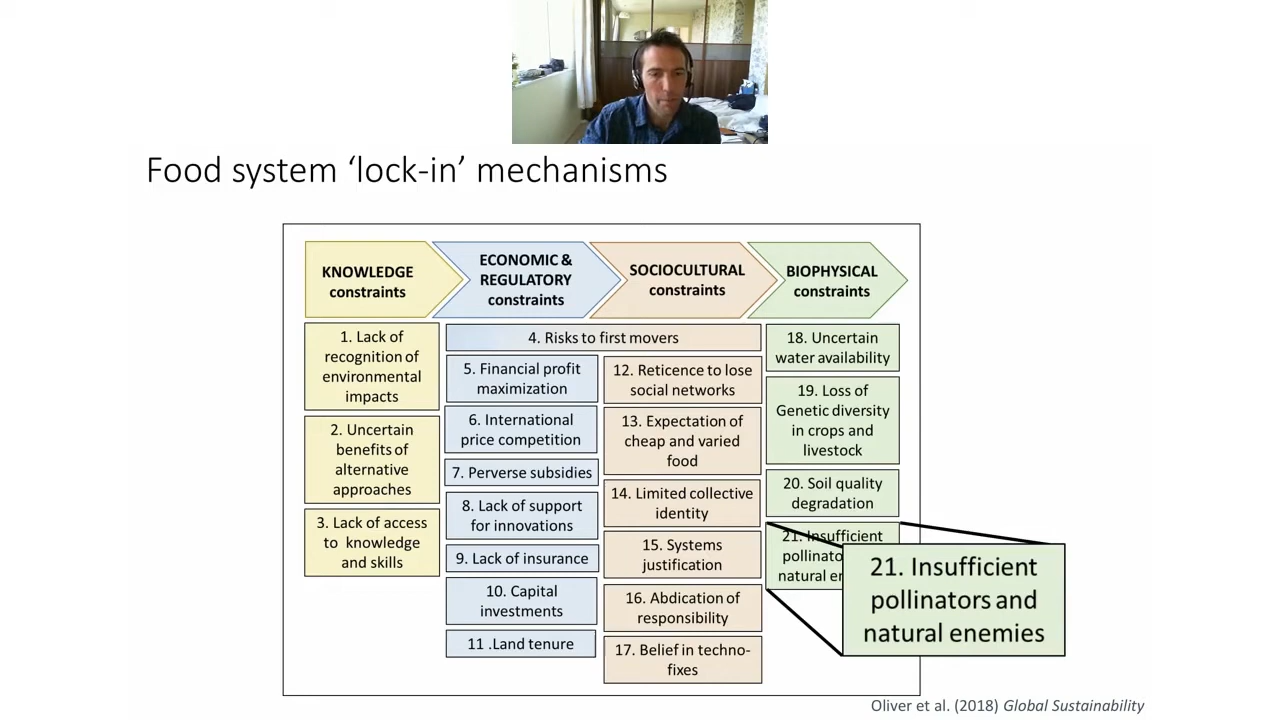 Food system ‘lock-in’ mechanisms
KNOWLEDGE
constraints
ECONOMIC &
REGULATORY
constraints
SOCIOCULTURAL
constraints
BIOPHYSICAL
constraints
1. Lack of
recognition of
environmental
impacts
2. Uncertain
benefits of
alternative
approaches
3. Lack of access
to knowledge
and skills
4. Risks to first movers
5. Financial profit
maximization
6. International
price competition
7. Perverse subsidies
8. Lack of support
for innovations
9. Lack of insurance
10. Capital
investments
11 .Land tenure
12. Reticence to lose
social networks
13. Expectation of
cheap and varied
food
14. Limited collective
identity
15. Systems
justification
16. Abdication of
responsibility
17. Belief in techno-
fixes
18. Uncertain
water availability
19. Loss of
Genetic diversity
in crops and
livestock
20. Soil quality
degradation
21. Insufficient
pollinato
natural en
21. Insufficient
pollinators and
natural enemies
Oliver et al. (2018) Global Sustainability